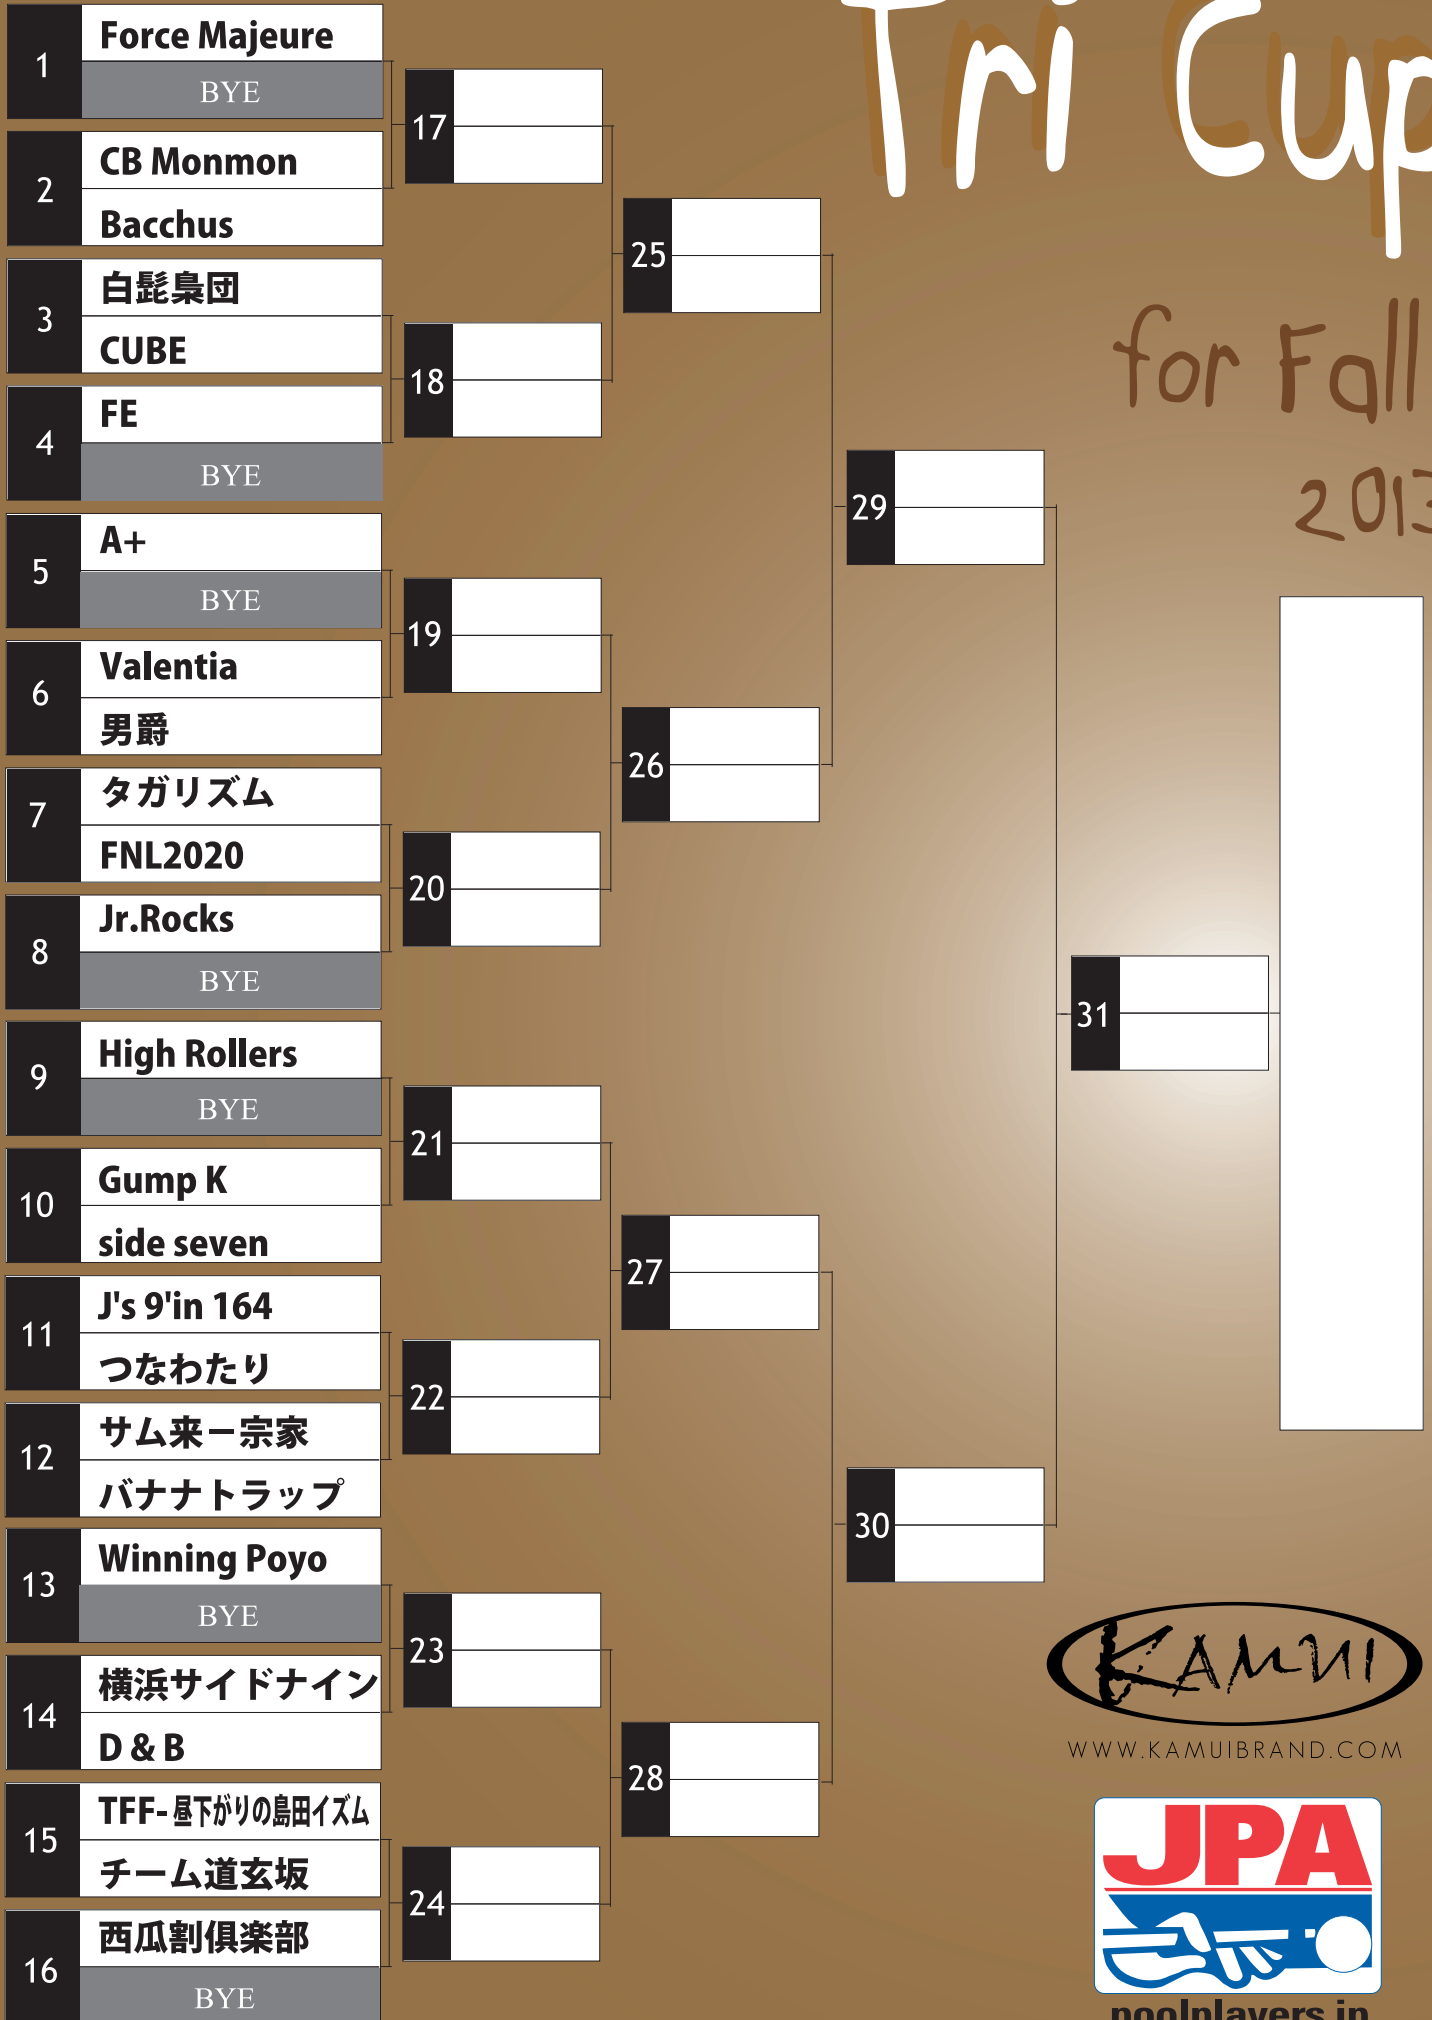 Tri Cup
for Fall
2013
1
Force Majeure
BYE
2
CB Monmon
Bacchus
3
白髭梟団
CUBE
4
FE
BYE
5
A+
BYE
6
Valentia
男爵
7
タガリズム
FNL2020
8
Jr.Rocks
BYE
9
High Rollers
BYE
10
Gump K
side seven
11
J's 9'in 164
つなわたり
12
サム来－宗家
バナナトラップ
13
Winning Poyo
BYE
14
横浜サイドナイン
D & B
15
TFF-昼下がりの島田イズム
チーム道玄坂
16
西瓜割倶楽部
BYE
17
18
19
20
21
22
23
24
25
26
27
28
29
30
31
KAMUI
WWW.KAMUIBRAND.COM
JPA
poolplayers.jp